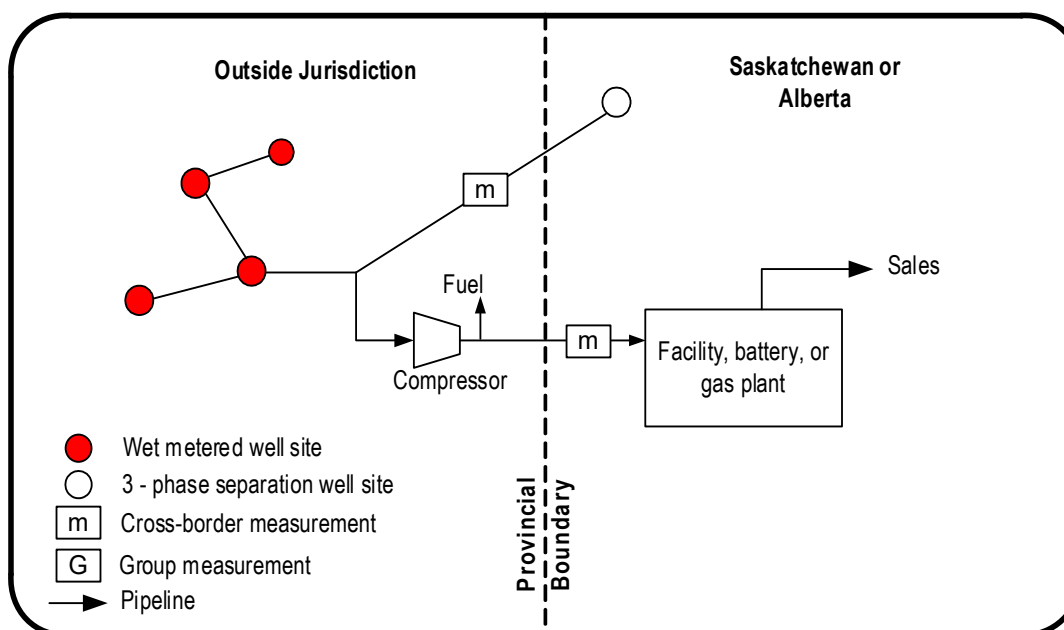 Outside Jurisdiction
Saskatchewan or
Alberta
m
Fuel
Sales
m
Compressor
Facility, battery, or
gas plant
Wet metered well site
3 - phase separation well site
m Cross-border measurement
G Group measurement
Pipeline
Provincial
Boundary